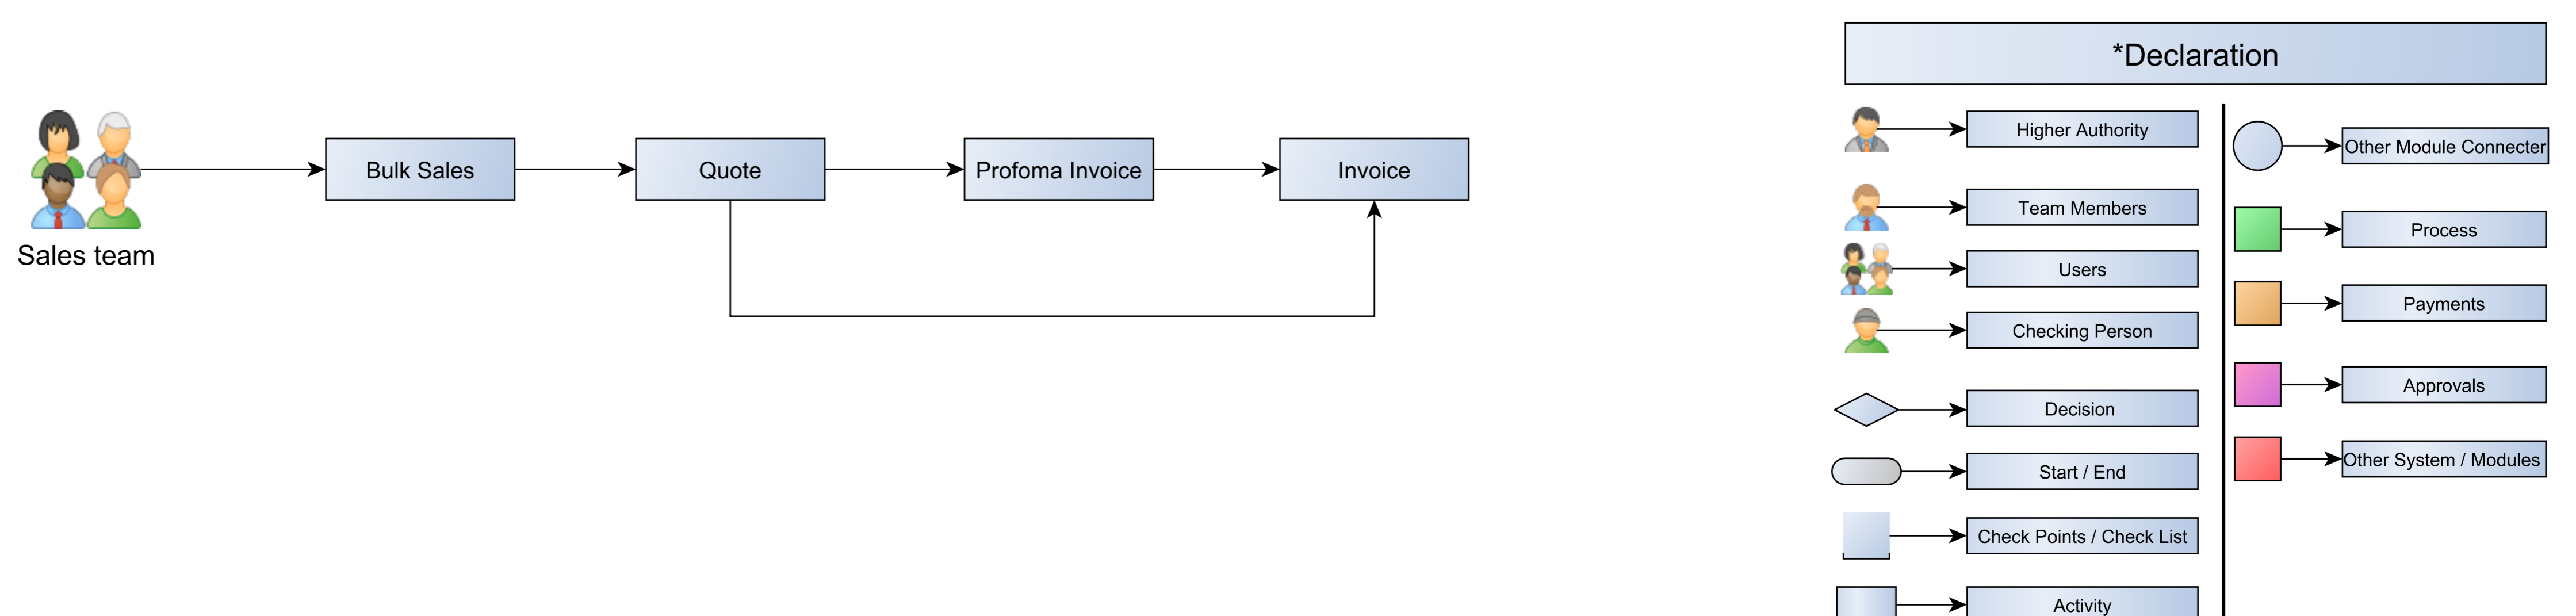 Sales team
Bulk Sales
Quote
Profoma Invoice
Invoice
*Declaration
Higher Authority
Team Members
Users
Checking Person
Decision
Start / End
Check Points / Check List
Activity
Other Module Connecter
Process
Payments
Approvals
Other System / Modules